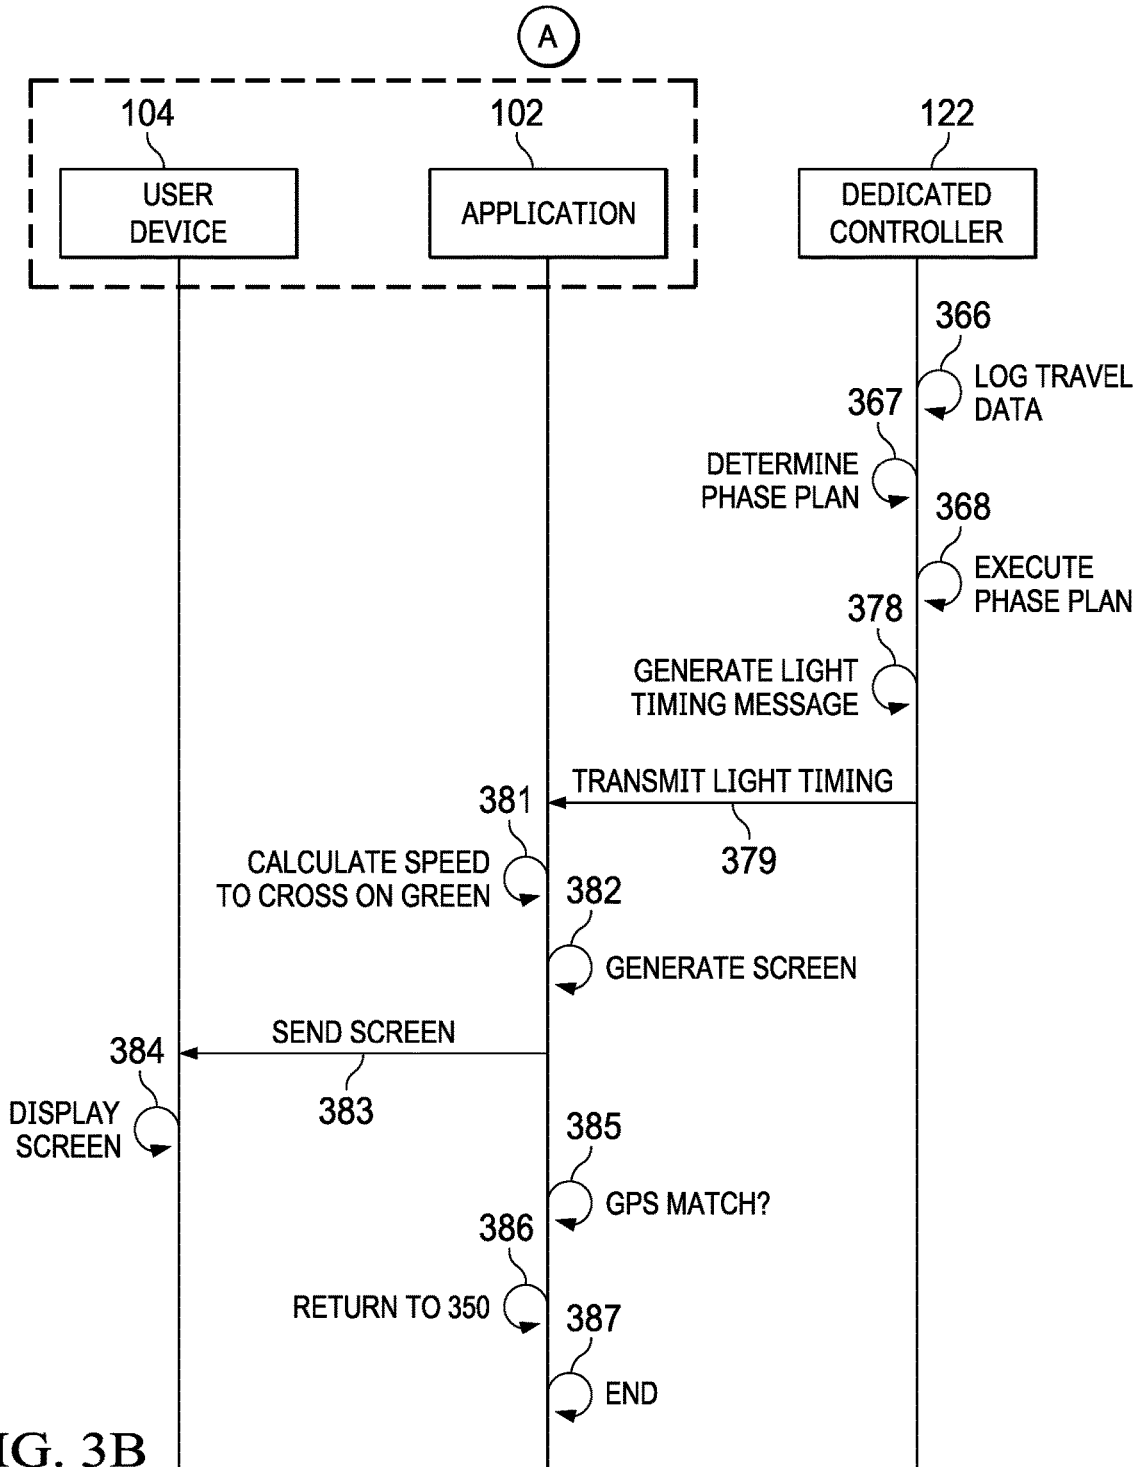 A
104
102
122
USER
DEVICE
APPLICATION
DEDICATED
CONTROLLER
366
LOG TRAVEL
DATA
367
DETERMINE
PHASE PLAN
368
EXECUTE
PHASE PLAN
378
GENERATE LIGHT
TIMING MESSAGE
TRANSMIT LIGHT TIMING
379
381
CALCULATE SPEED
TO CROSS ON GREEN
382
GENERATE SCREEN
SEND SCREEN
383
384
DISPLAY
SCREEN
385
GPS MATCH?
386
RETURN TO 350
387
END
IG. 3B